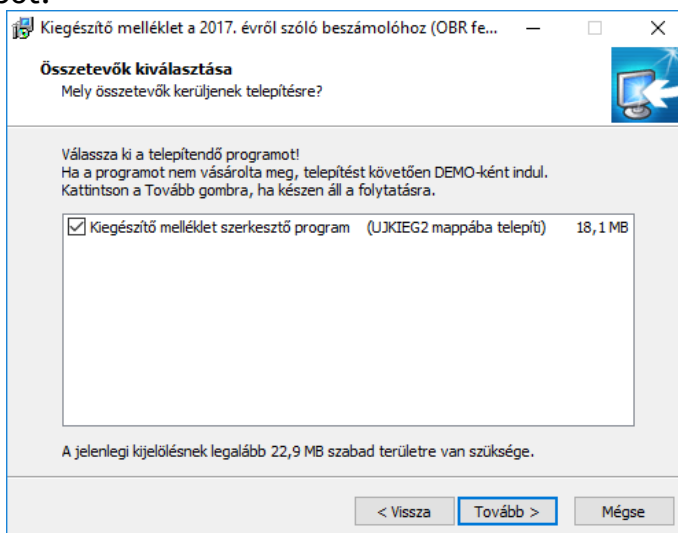 Kiegészítő melléklet a 2017. évről szóló beszámolóhoz (OBR fe...
Összetevők kiválasztása
Mely összetevők kerüljenek telepítésre?
Válassza ki a telepítendő programot!
Ha a programot nem vásárolta meg, telepítést követően DEMO-ként indul.
Kattintson a Tovább gombra, ha készen áll a folytatásra.
Kiegészítő melléklet szerkesztő program (UJKIEG2 mappába telepíti) 18,1 MB
A jelenlegi kijelölésnek legalább 22,9 MB szabad területre van szüksége.
< Vissza Tovább > Mégse